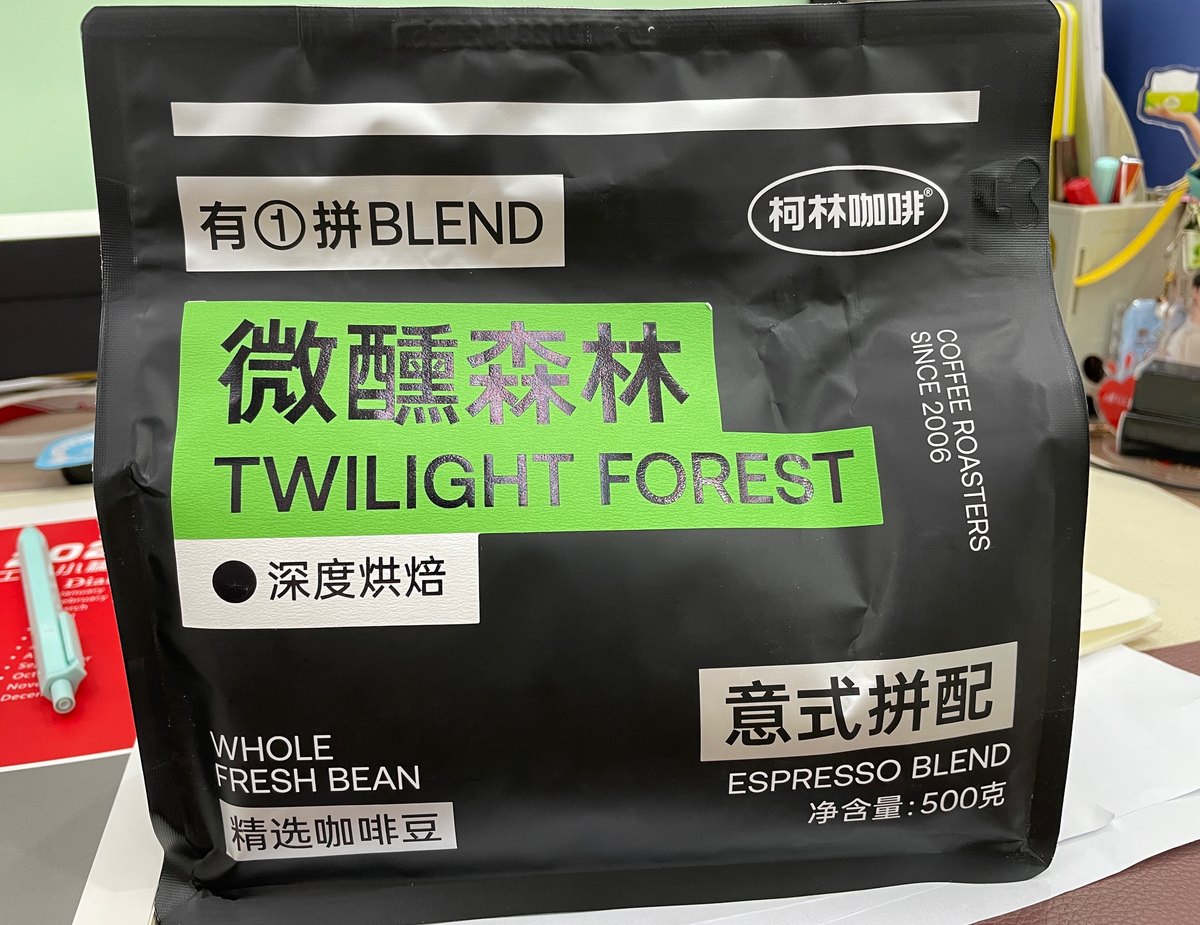 有①拼BLEND
柯林咖啡®
微醺森林
TWILIGHT FOREST
●深度烘焙
COFFEE ROASTERS
SINCE 2006
WHOLE
FRESH BEAN
精选咖啡豆
意式拼配
ESPRESSO BLEND
净含量:500克